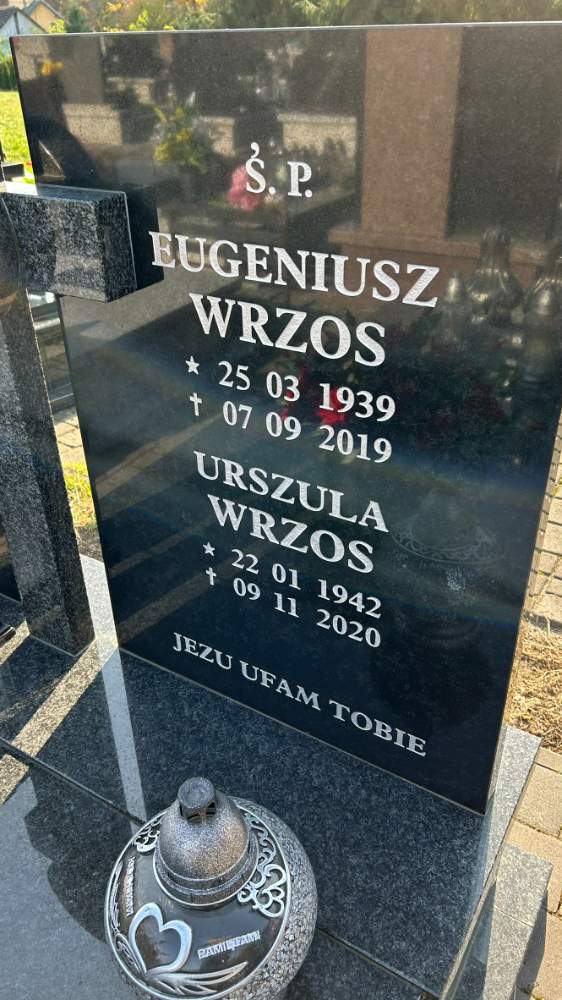 Ś. P.
EUGENIUSZ
WRZOS
★ 25 03 1939
✝ 07 09 2019
URSZULA
WRZOS
★ 22 01 1942
✝ 09 11 2020
JEZU UFAM TOBIE